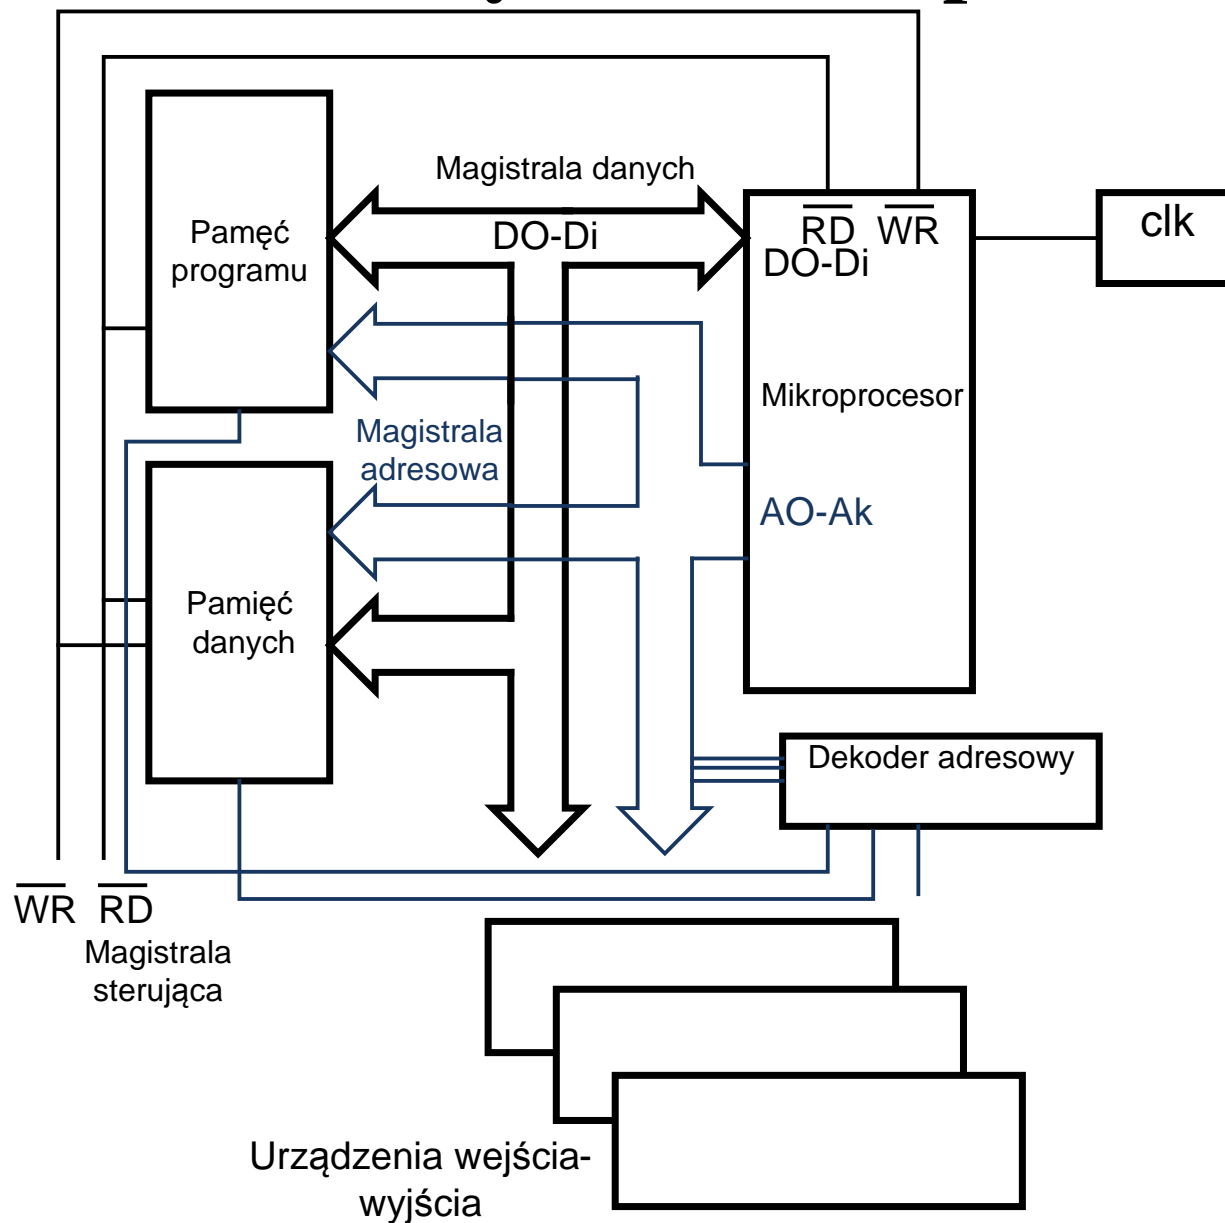 Magistrala danych
DO-Di
RD WR
DO-Di
clk
Pamęć
programu
Mikroprocesor
Magistrala
adresowa
AO-Ak
Pamięć
danych
Dekoder adresowy
WR RD
Magistrala
sterująca
Urządzenia wejścia-
wyjścia